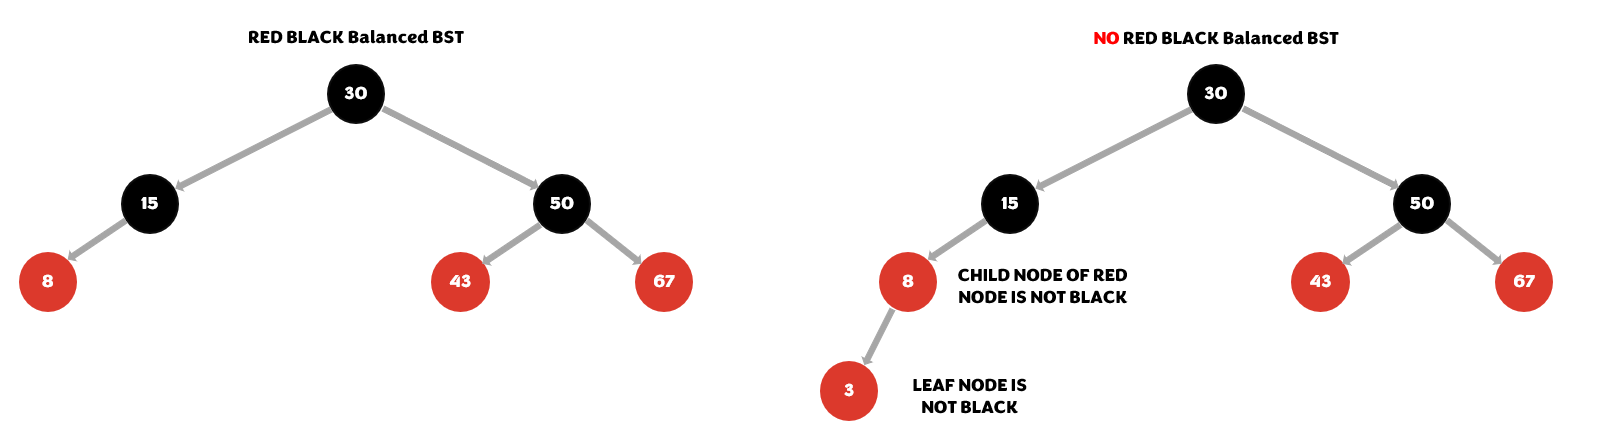 RED BLACK Balanced BST
30
15
50
8
43
67
NO RED BLACK Balanced BST
30
15
50
8
CHILD NODE OF RED
NODE IS NOT BLACK
43
67
3
LEAF NODE IS
NOT BLACK